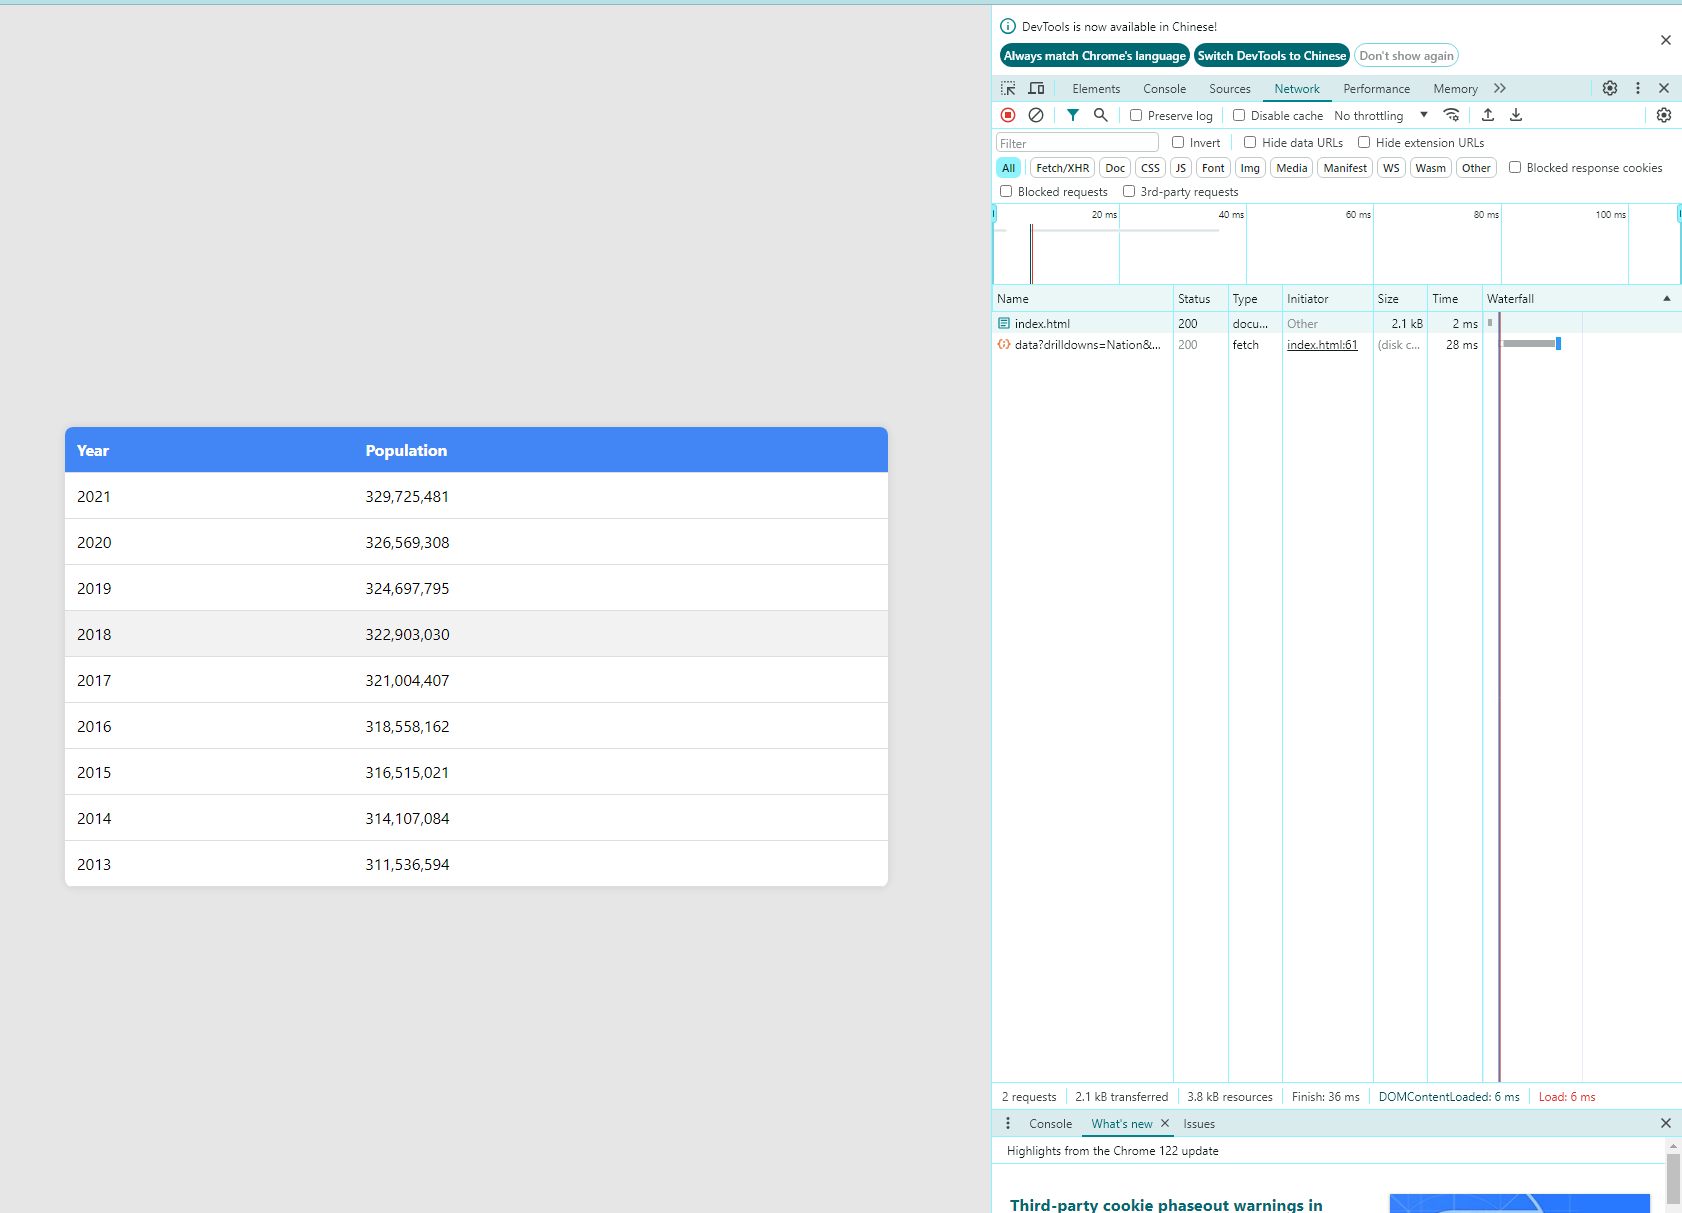 Year Population
2021 329,725,481
2020 326,569,308
2019 324,697,795
2018 322,903,030
2017 321,004,407
2016 318,558,162
2015 316,515,021
2014 314,107,084
2013 311,536,594
DevTools is now available in Chinese!
Always match Chrome's language Switch DevTools to Chinese Don't show again
Elements Console Sources Network Performance Memory
Preserve log Disable cache No throttling
Filter Invert Hide data URLs Hide extension URLs
All Fetch/XHR Doc CSS JS Font Img Media Manifest WS Wasm Other Blocked response cookies
Blocked requests 3rd-party requests
20 ms 40 ms 60 ms 80 ms 100 ms
Name Status Type Initiator Size Time Waterfall
index.html 200 docu... Other 2.1 kB 2 ms
data?drilldowns=Nation&... 200 fetch index.html:61 (disk c... 28 ms
2 requests 2.1 kB transferred 3.8 kB resources Finish: 36 ms DOMContentLoaded: 6 ms Load: 6 ms
Console What's new Issues
Highlights from the Chrome 122 update
Third-party cookie phaseout warnings in